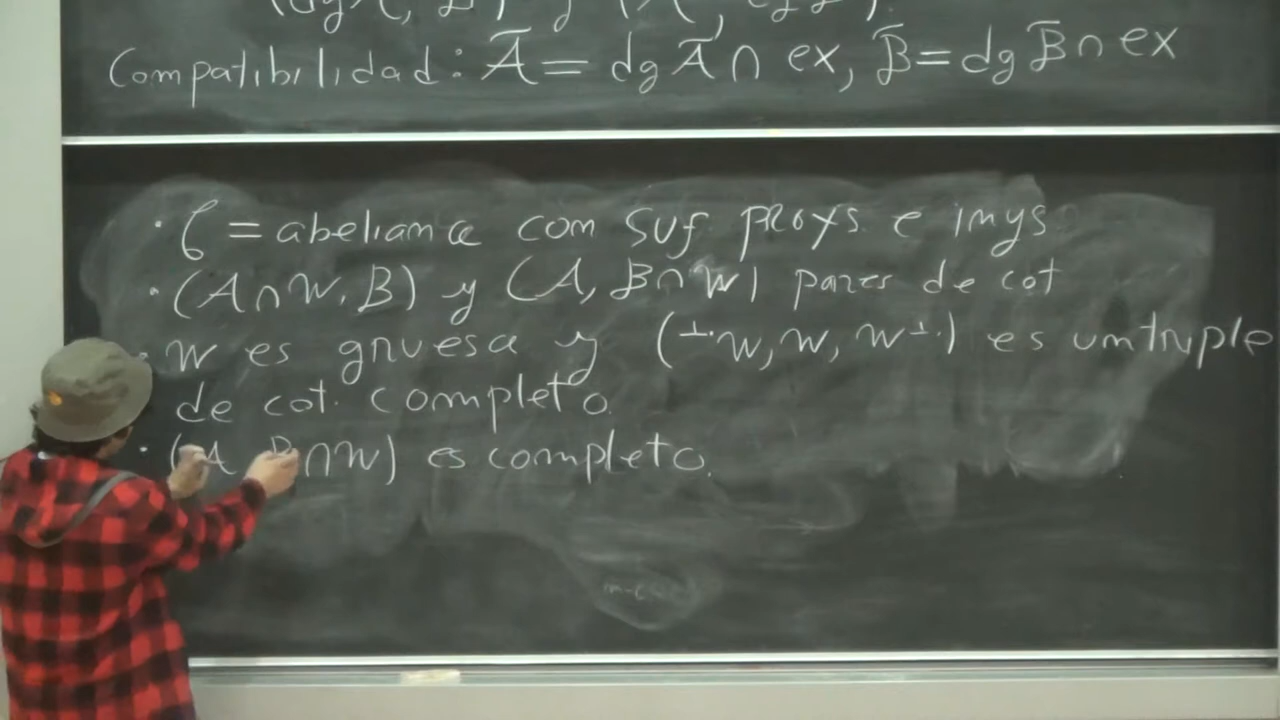 Compatibilidad: Ã = dg Ã ∩ ex, B̃ = dg B̃ ∩ ex
· C = abeliana con suf proys. e inys
· (A∩W, B) y (A, B∩W) pares de cot
· W es gruesa y (⊥W, W, W⊥) es un triple
de cot. completo.
· (A B∩W) es completo.